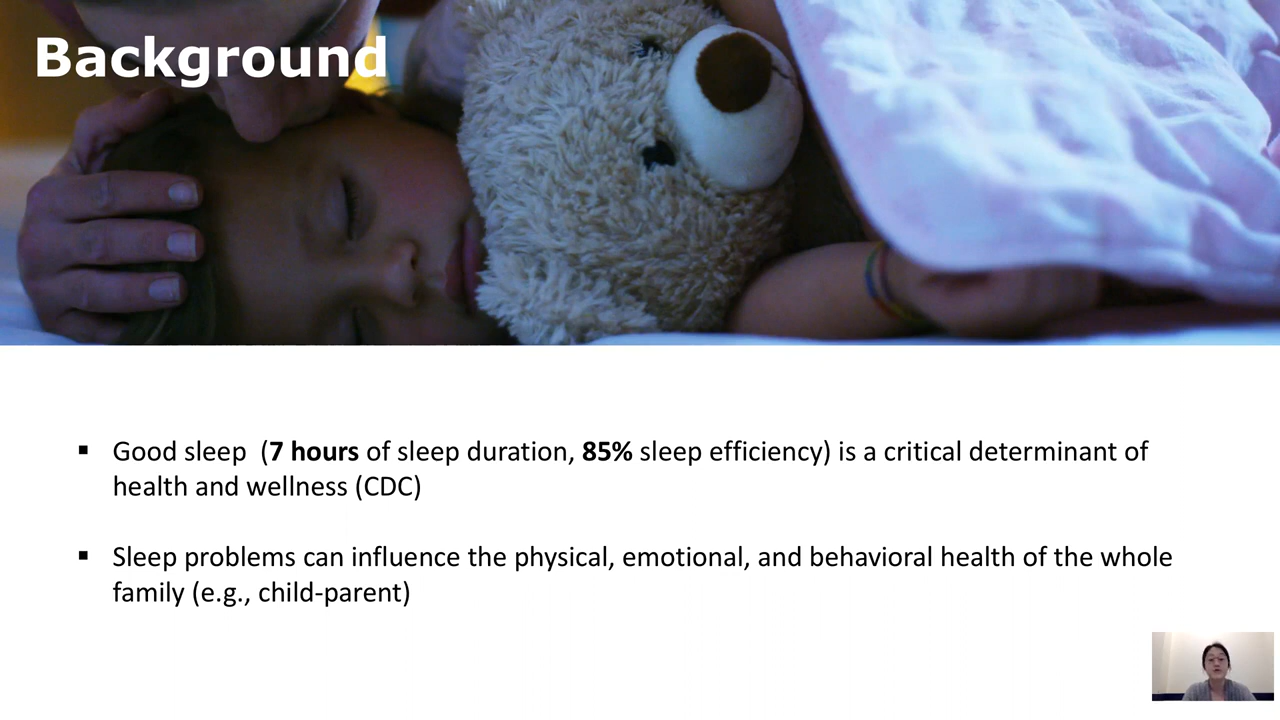 Background
▪ Good sleep (7 hours of sleep duration, 85% sleep efficiency) is a critical determinant of
health and wellness (CDC)
▪ Sleep problems can influence the physical, emotional, and behavioral health of the whole
family (e.g., child-parent)